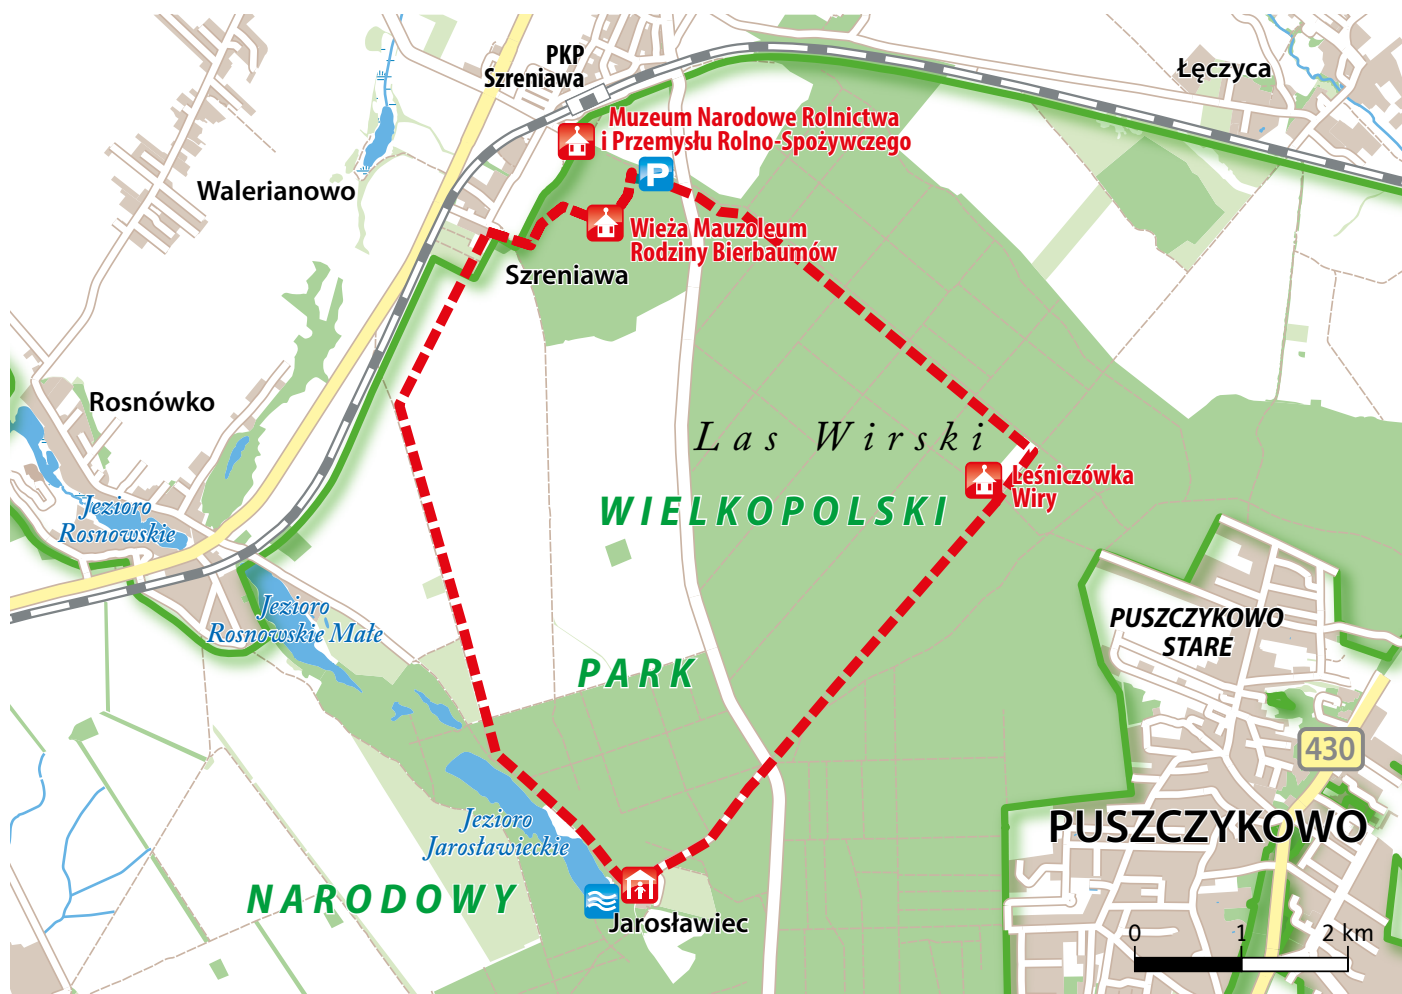 PKP
Szreniawa
Łęczyca
Muzeum Narodowe Rolnictwa
i Przemysłu Rolno-Spożywczego
P
Walerianowo
Wieża Mauzoleum
Rodziny Bierbaumów
Szreniawa
Rosnówko
Las Wirski
Leśniczówka
Wiry
WIELKOPOLSKI
Jezioro
Rosnowskie
Jezioro
Rosnowskie Małe
PUSZCZYKOWO
STARE
PARK
430
Jezioro
Jarosławieckie
PUSZCZYKOWO
NARODOWY
Jarosławiec
0 1 2 km